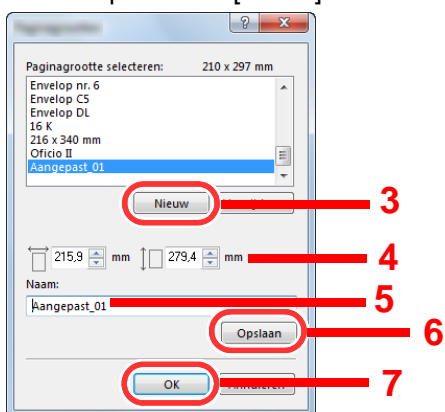 Paginagrootte selecteren: 210 x 297 mm
Envelop nr. 6
Envelop C5
Envelop DL
16 K
216 x 340 mm
Oficio II
Aangepast_01
Nieuw
3
215,9 mm 279,4 mm
4
Naam:
Aangepast_01
5
Opslaan
6
OK Annuleren
7